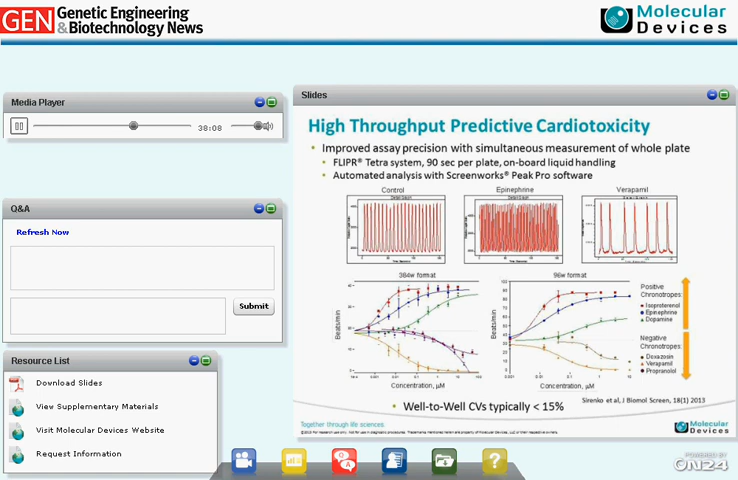 GEN Genetic Engineering
& Biotechnology News
Molecular
Devices
Media Player
38:08
Q&A
Refresh Now
Submit
Resource List
Download Slides
View Supplementary Materials
Visit Molecular Devices Website
Request Information
Slides
High Throughput Predictive Cardiotoxicity
• Improved assay precision with simultaneous measurement of whole plate
• FLIPR® Tetra system, 90 sec per plate, on-board liquid handling
• Automated analysis with Screenworks® Peak Pro software
Control
Epinephrine
Verapamil
384w format
96w format
Beats/min
Beats/min
Concentration, µM
Concentration, µM
Positive
Chronotropes:
Isoproterenol
Epinephrine
Dopamine
Negative
Chronotropes:
Doxazosin
Verapamil
Propranolol
• Well-to-Well CVs typically < 15%
Sirenko et al, J Biomol Screen, 18(1) 2013
Together through life sciences.
Molecular
Devices
Q
A
?
POWERED BY
ON24